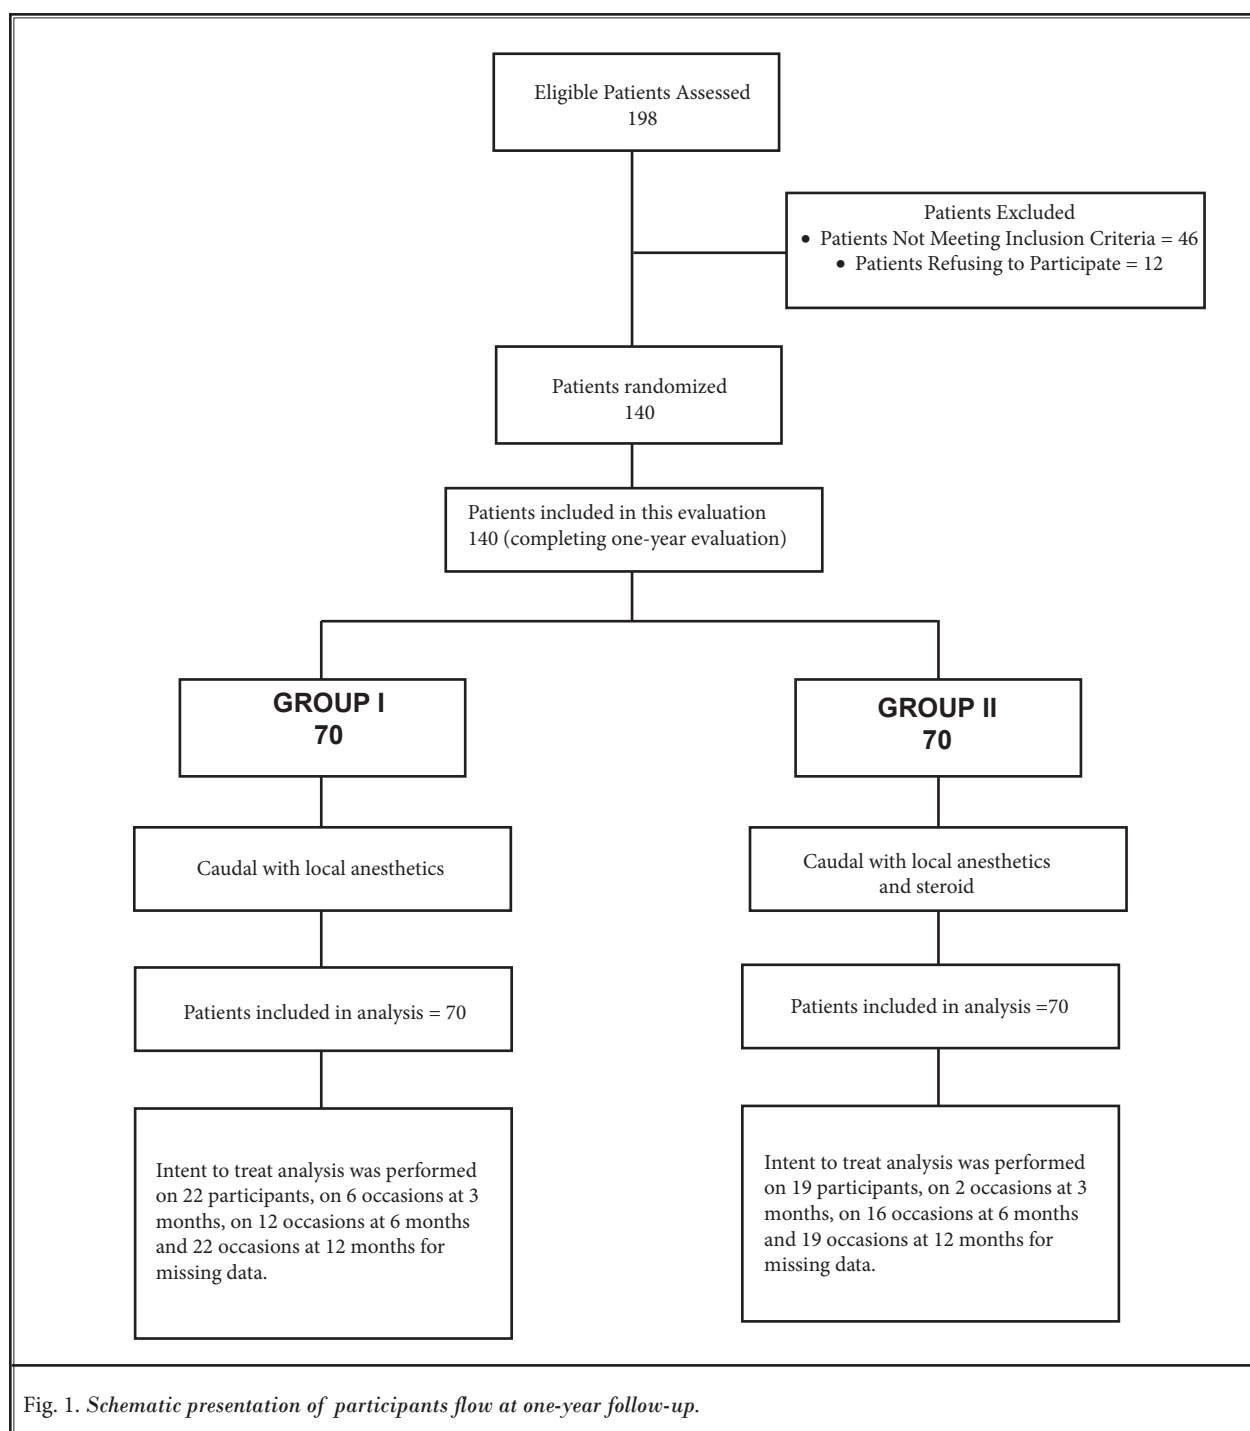 Eligible Patients Assessed
198
Patients Excluded
• Patients Not Meeting Inclusion Criteria = 46
• Patients Refusing to Participate = 12
Patients randomized
140
Patients included in this evaluation
140 (completing one-year evaluation)
GROUP I
70
GROUP II
70
Caudal with local anesthetics
Caudal with local anesthetics
and steroid
Patients included in analysis = 70
Patients included in analysis =70
Intent to treat analysis was performed
on 22 participants, on 6 occasions at 3
months, on 12 occasions at 6 months
and 22 occasions at 12 months for
missing data.
Intent to treat analysis was performed
on 19 participants, on 2 occasions at 3
months, on 16 occasions at 6 months
and 19 occasions at 12 months for
missing data.
Fig. 1. Schematic presentation of participants flow at one-year follow-up.